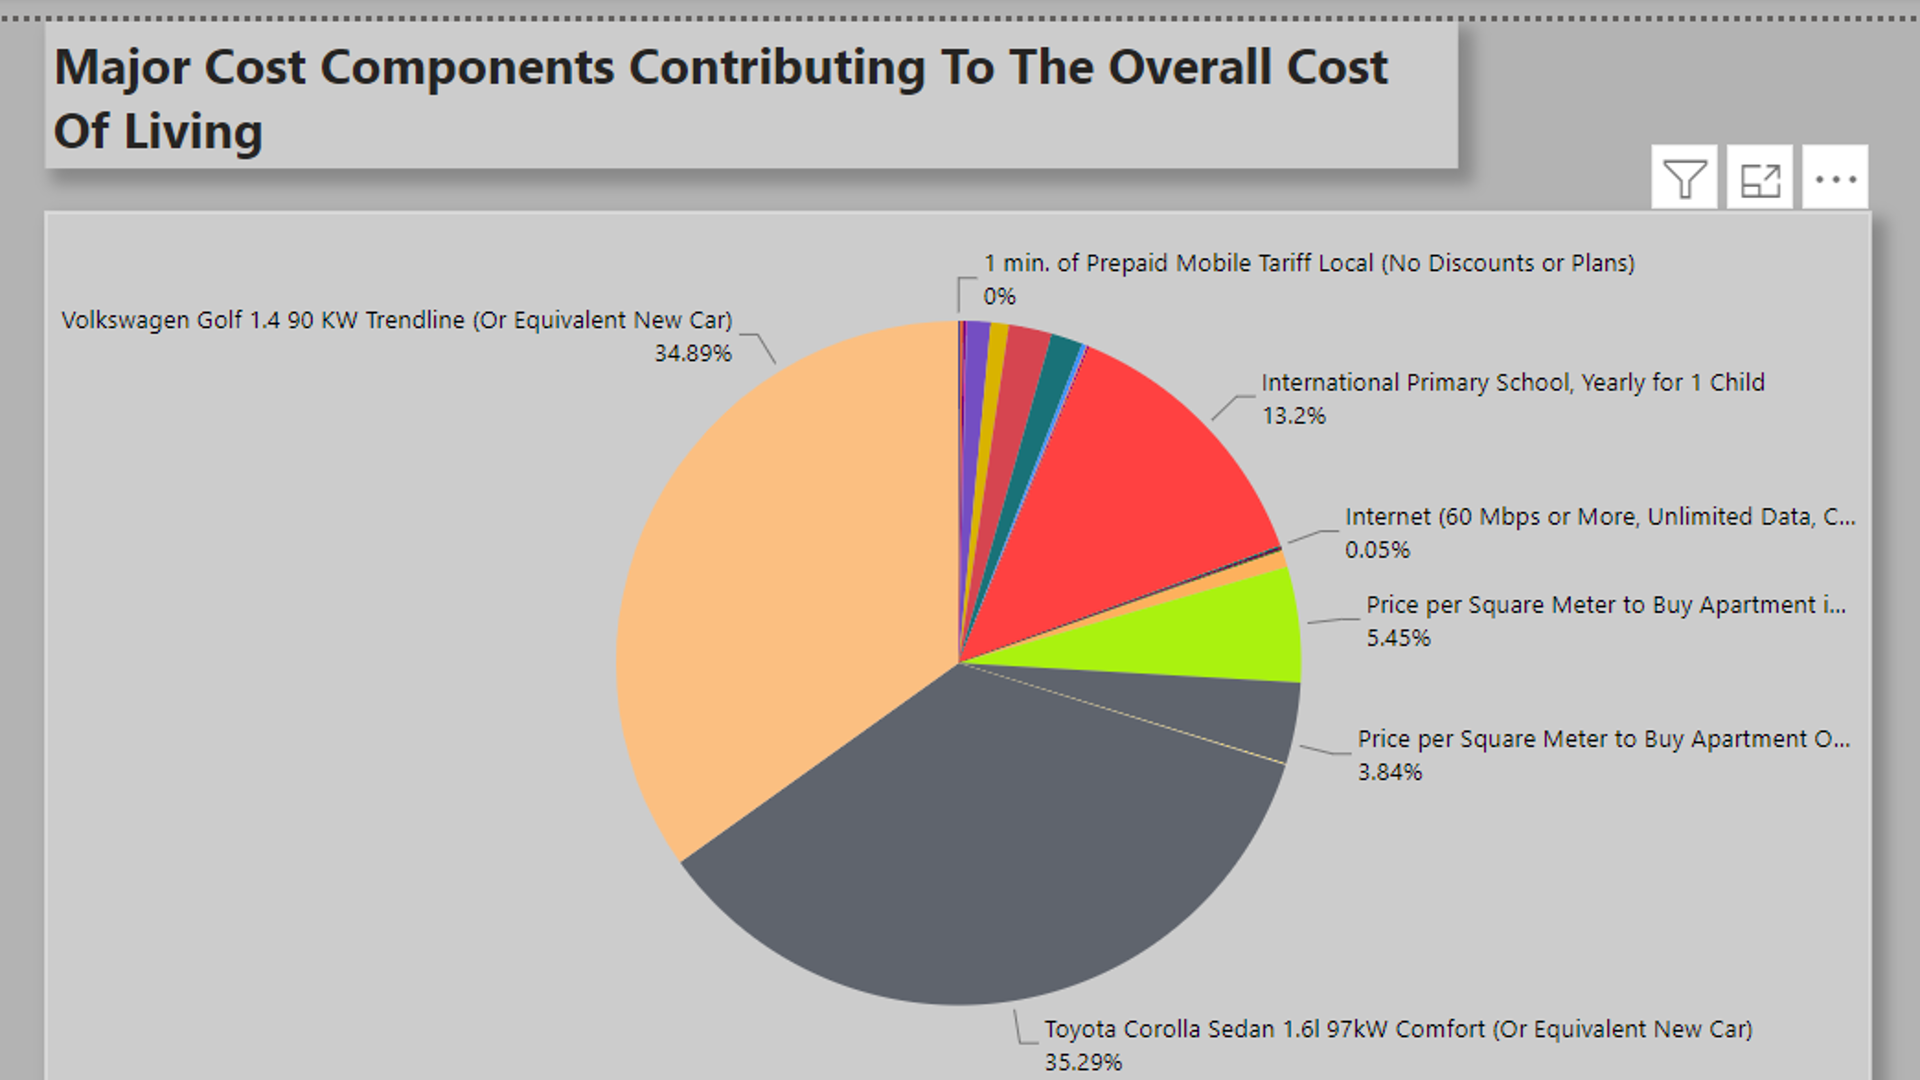 Major Cost Components Contributing To The Overall Cost
Of Living
1 min. of Prepaid Mobile Tariff Local (No Discounts or Plans)
0%
Volkswagen Golf 1.4 90 KW Trendline (Or Equivalent New Car)
34.89%
International Primary School, Yearly for 1 Child
13.2%
Internet (60 Mbps or More, Unlimited Data, C...
0.05%
Price per Square Meter to Buy Apartment i...
5.45%
Price per Square Meter to Buy Apartment O...
3.84%
Toyota Corolla Sedan 1.6l 97kW Comfort (Or Equivalent New Car)
35.29%